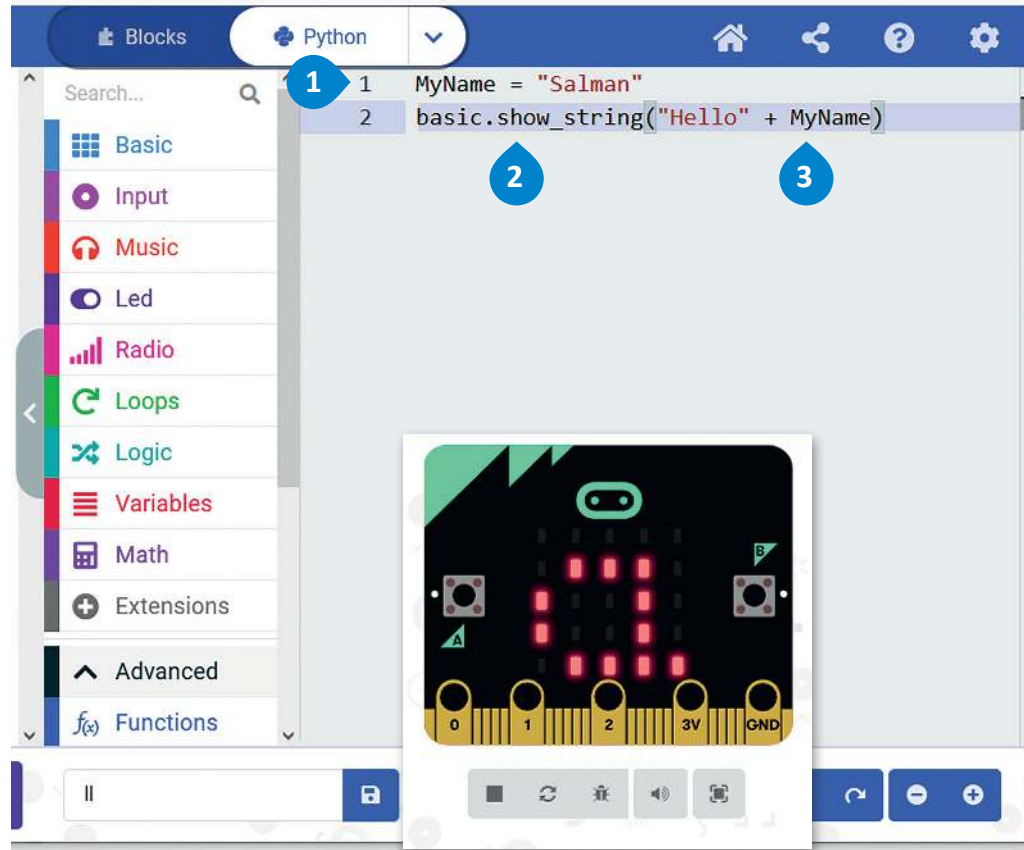 Blocks
Python
Search...
1
1 MyName = "Salman"
2 basic.show_string("Hello" + MyName)
2
3
Basic
Input
Music
Led
Radio
Loops
Logic
Variables
Math
Extensions
Advanced
f(x) Functions
B
A
0 1 2 3V GND
ll